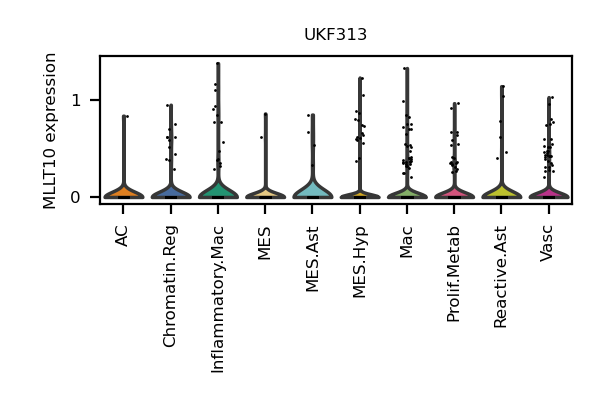 UKF313
MLLT10 expression
1
0
AC
Chromatin.Reg
Inflammatory.Mac
MES
MES.Ast
MES.Hyp
Mac
Prolif.Metab
Reactive.Ast
Vasc